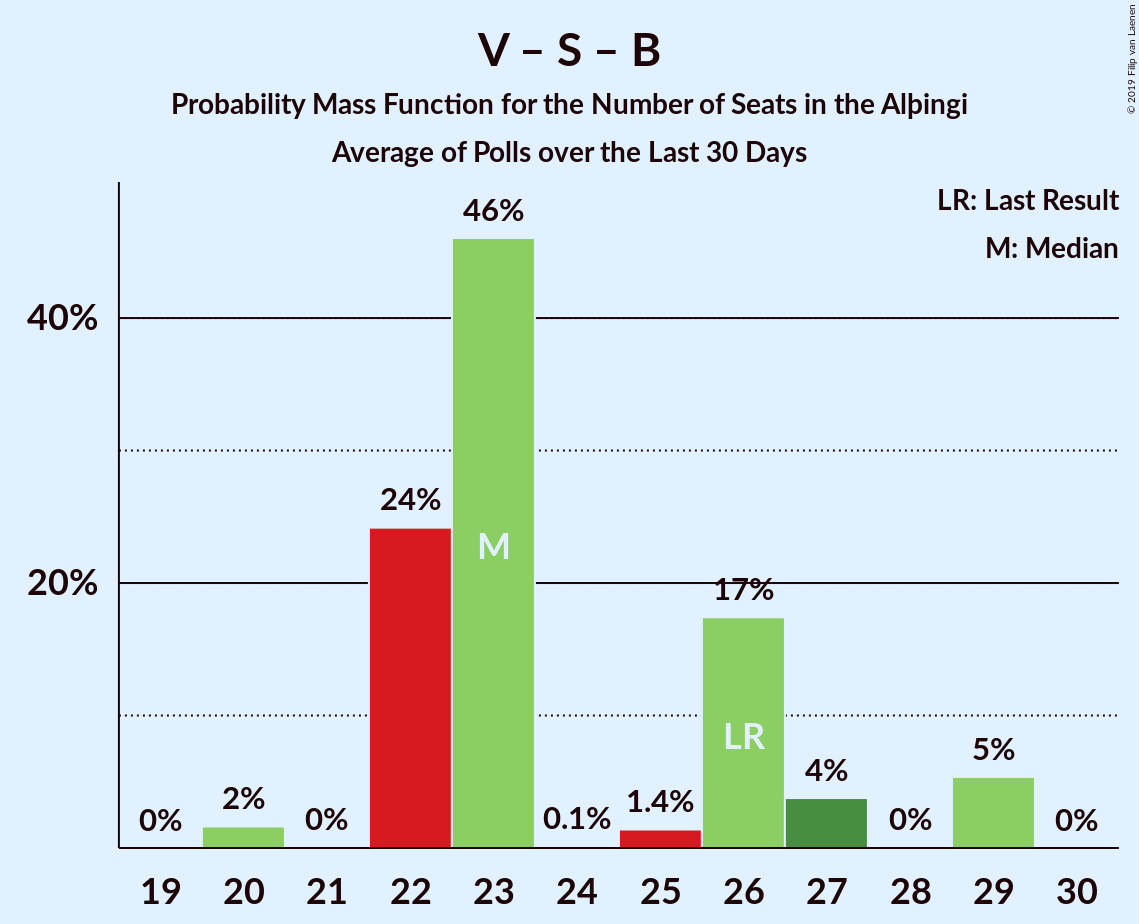 V – S – B
Probability Mass Function for the Number of Seats in the Alþingi
Average of Polls over the Last 30 Days
© 2019 Filip van Laenen
LR: Last Result
M: Median
46%
40%
24%
M
20%
17%
LR
5%
4%
2%
1.4%
0%
0%
0.1%
0%
0%
19 20 21 22 23 24 25 26 27 28 29 30